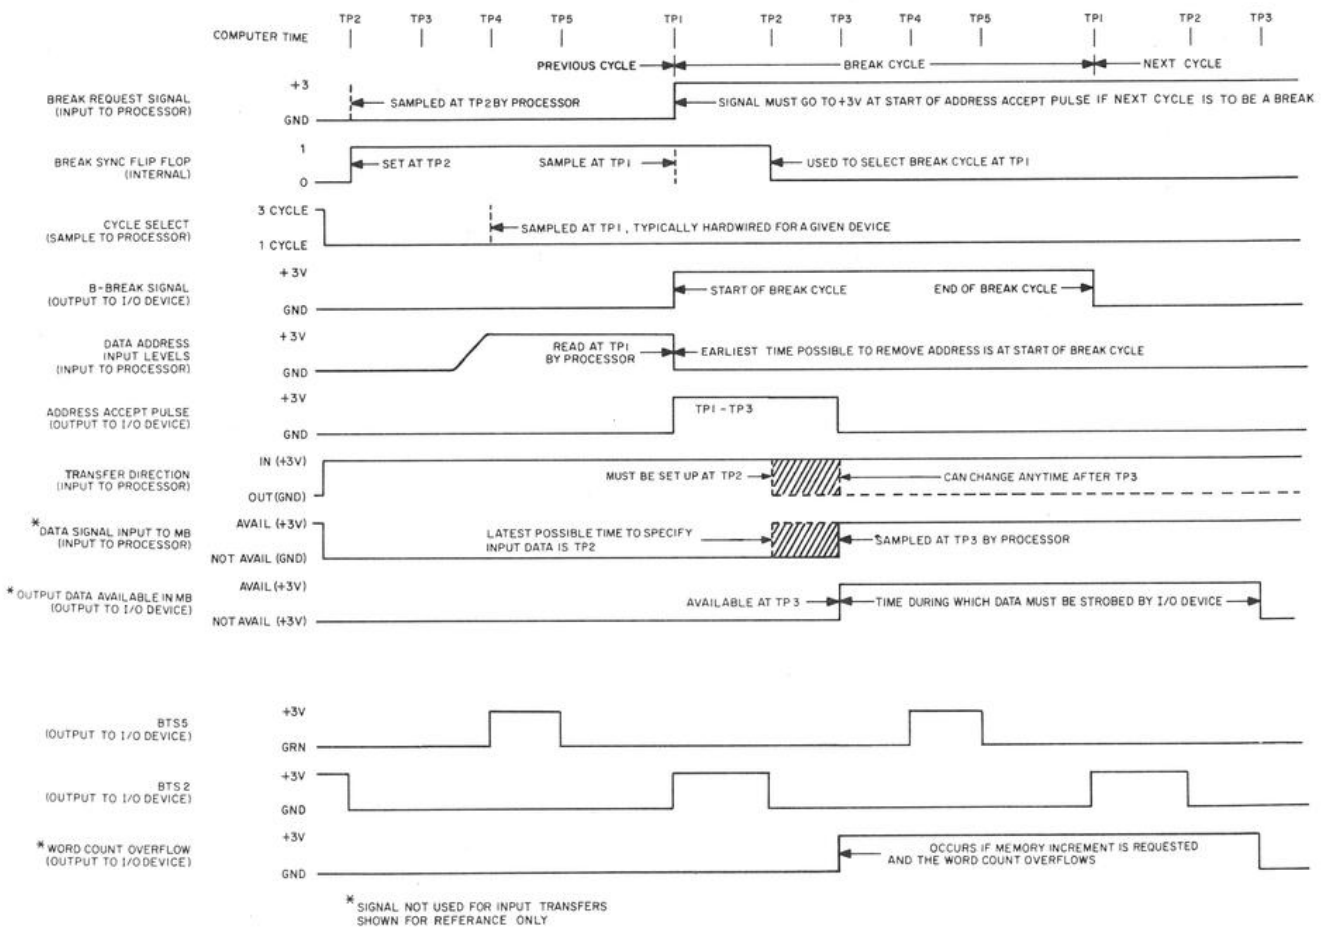 TP2 TP3 TP4 TP5 TP1 TP2 TP3 TP4 TP5 TP1 TP2 TP3
COMPUTER TIME
PREVIOUS CYCLE BREAK CYCLE NEXT CYCLE
BREAK REQUEST SIGNAL
(INPUT TO PROCESSOR)
+3
GND
SAMPLED AT TP2 BY PROCESSOR
SIGNAL MUST GO TO +3V AT START OF ADDRESS ACCEPT PULSE IF NEXT CYCLE IS TO BE A BREAK
BREAK SYNC FLIP FLOP
(INTERNAL)
1
0
SET AT TP2
SAMPLE AT TP1
USED TO SELECT BREAK CYCLE AT TP1
CYCLE SELECT
(SAMPLE TO PROCESSOR)
3 CYCLE
1 CYCLE
SAMPLED AT TP1, TYPICALLY HARDWIRED FOR A GIVEN DEVICE
B-BREAK SIGNAL
(OUTPUT TO I/O DEVICE)
+3V
GND
START OF BREAK CYCLE
END OF BREAK CYCLE
DATA ADDRESS
INPUT LEVELS
(INPUT TO PROCESSOR)
+3V
GND
READ AT TP1
BY PROCESSOR
EARLIEST TIME POSSIBLE TO REMOVE ADDRESS IS AT START OF BREAK CYCLE
ADDRESS ACCEPT PULSE
(OUTPUT TO I/O DEVICE)
+3V
GND
TP1-TP3
TRANSFER DIRECTION
(INPUT TO PROCESSOR)
IN (+3V)
OUT (GND)
MUST BE SET UP AT TP2
CAN CHANGE ANYTIME AFTER TP3
*DATA SIGNAL INPUT TO MB
(INPUT TO PROCESSOR)
AVAIL (+3V)
NOT AVAIL (GND)
LATEST POSSIBLE TIME TO SPECIFY
INPUT DATA IS TP2
SAMPLED AT TP3 BY PROCESSOR
*OUTPUT DATA AVAILABLE IN MB
(OUTPUT TO I/O DEVICE)
AVAIL (+3V)
NOT AVAIL (+3V)
AVAILABLE AT TP3
TIME DURING WHICH DATA MUST BE STROBED BY I/O DEVICE
BTS5
(OUTPUT TO I/O DEVICE)
+3V
GRN
BTS2
(OUTPUT TO I/O DEVICE)
+3V
GND
*WORD COUNT OVERFLOW
(OUTPUT TO I/O DEVICE)
+3V
GND
OCCURS IF MEMORY INCREMENT IS REQUESTED
AND THE WORD COUNT OVERFLOWS
*SIGNAL NOT USED FOR INPUT TRANSFERS
SHOWN FOR REFERANCE ONLY